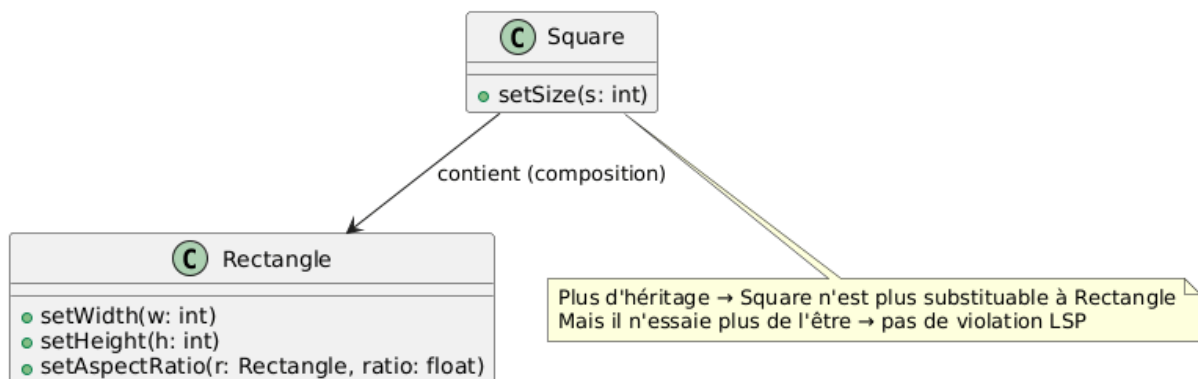 C Square
setSize(s: int)
contient (composition)
C Rectangle
setWidth(w: int)
setHeight(h: int)
setAspectRatio(r: Rectangle, ratio: float)
Plus d'héritage → Square n'est plus substituable à Rectangle
Mais il n'essaie plus de l'être → pas de violation LSP